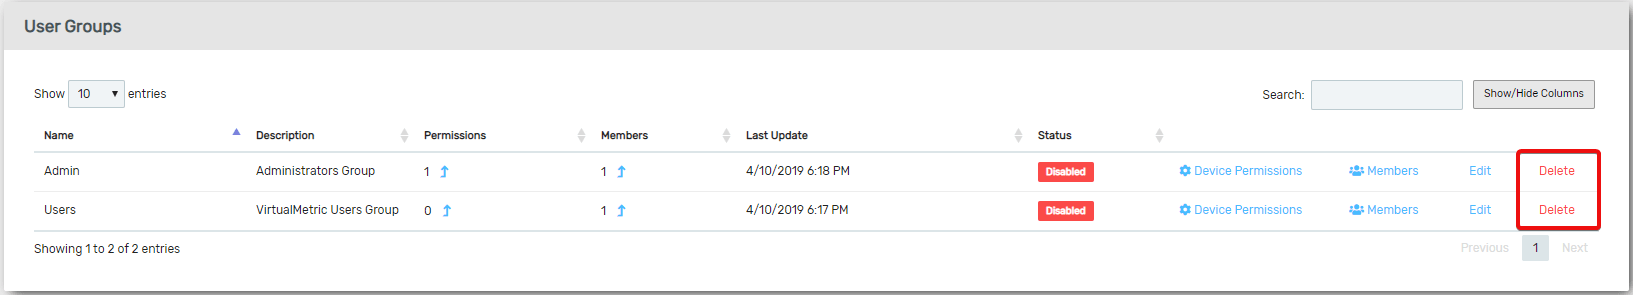 User Groups
Show 10 entries
Search: Show/Hide Columns
Name Description Permissions Members Last Update Status
Admin Administrators Group 1 1 4/10/2019 6:18 PM Disabled Device Permissions Members Edit Delete
Users VirtualMetric Users Group 0 1 4/10/2019 6:17 PM Disabled Device Permissions Members Edit Delete
Showing 1 to 2 of 2 entries Previous 1 Next